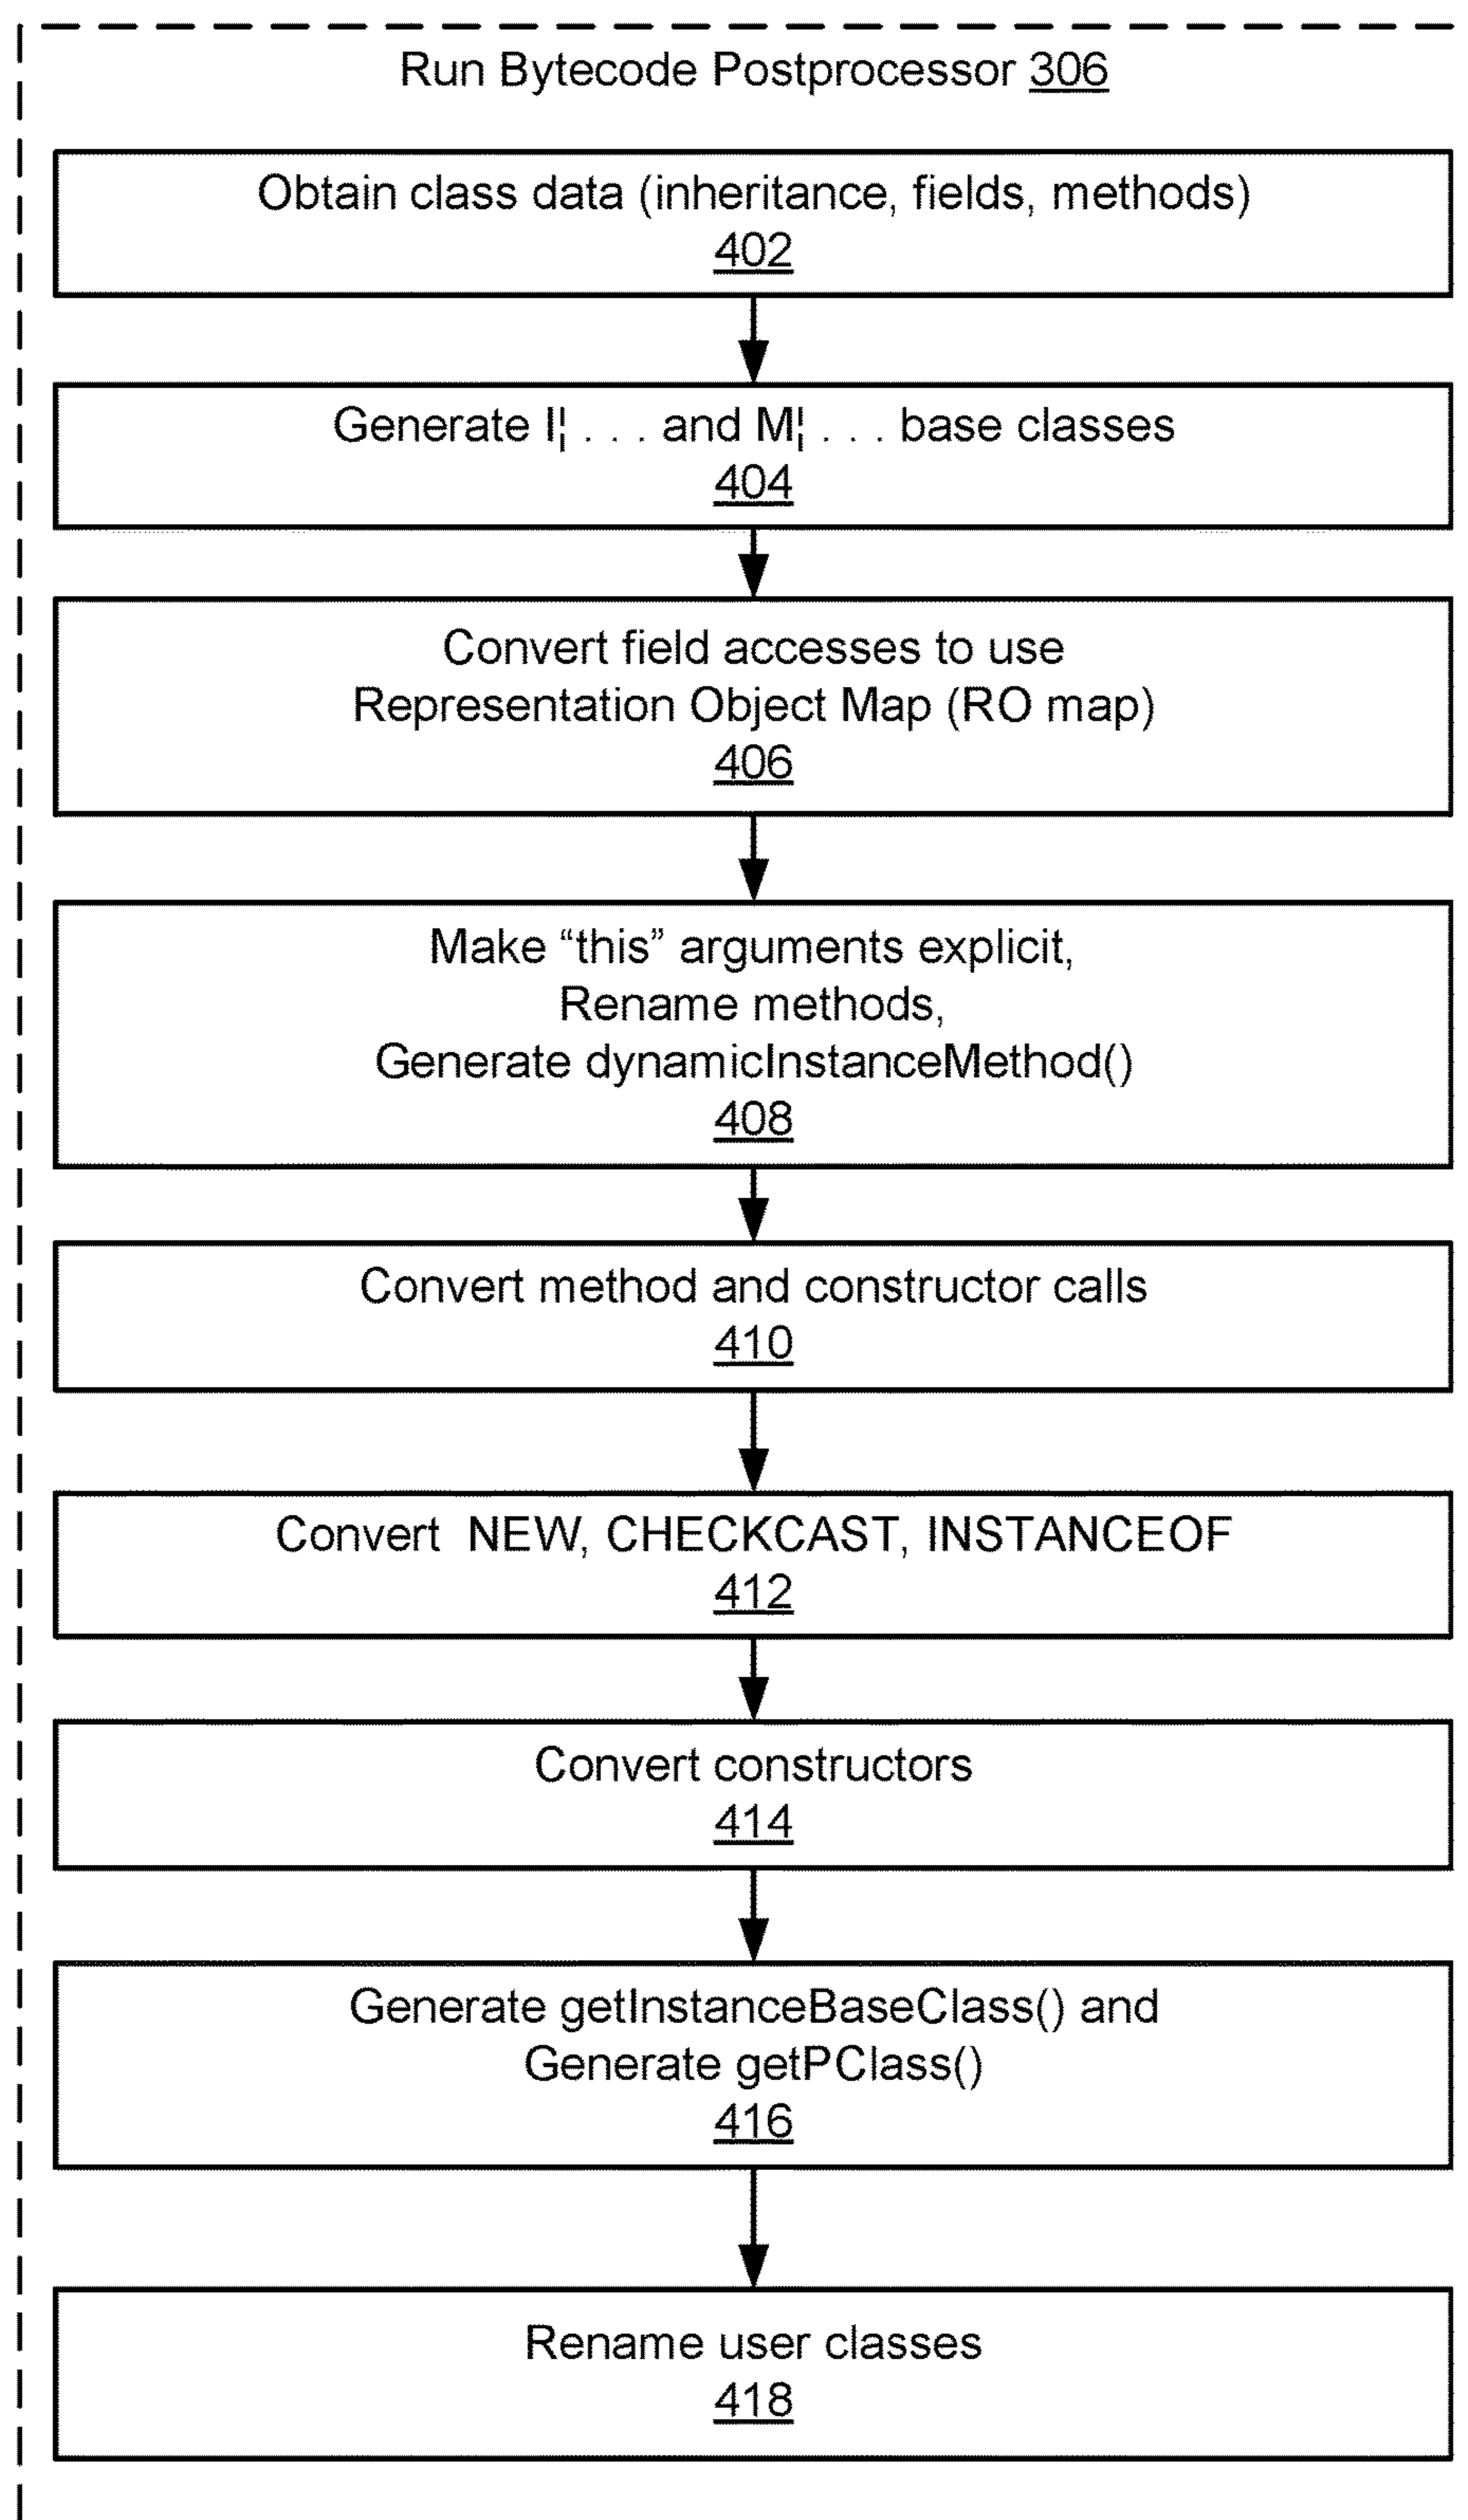 Run Bytecode Postprocessor 306
Obtain class data (inheritance, fields, methods)
402
Generate I¦ . . . and M¦ . . . base classes
404
Convert field accesses to use
Representation Object Map (RO map)
406
Make “this” arguments explicit,
Rename methods,
Generate dynamicInstanceMethod()
408
Convert method and constructor calls
410
Convert NEW, CHECKCAST, INSTANCEOF
412
Convert constructors
414
Generate getInstanceBaseClass() and
Generate getPClass()
416
Rename user classes
418